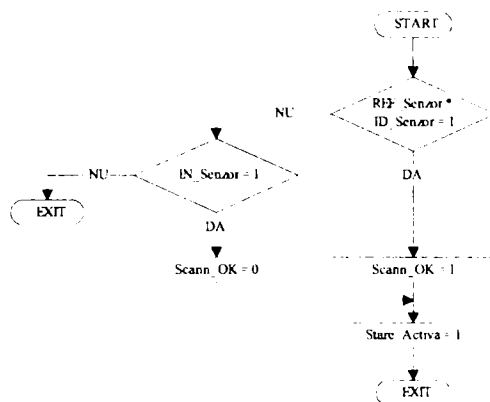 START
REF_Senzor *
ID_Senzor = 1
NU
DA
NU
IN_Senzor = 1
EXIT
DA
Scann_OK = 0
Scann_OK = 1
Stare_Activa = 1
EXIT